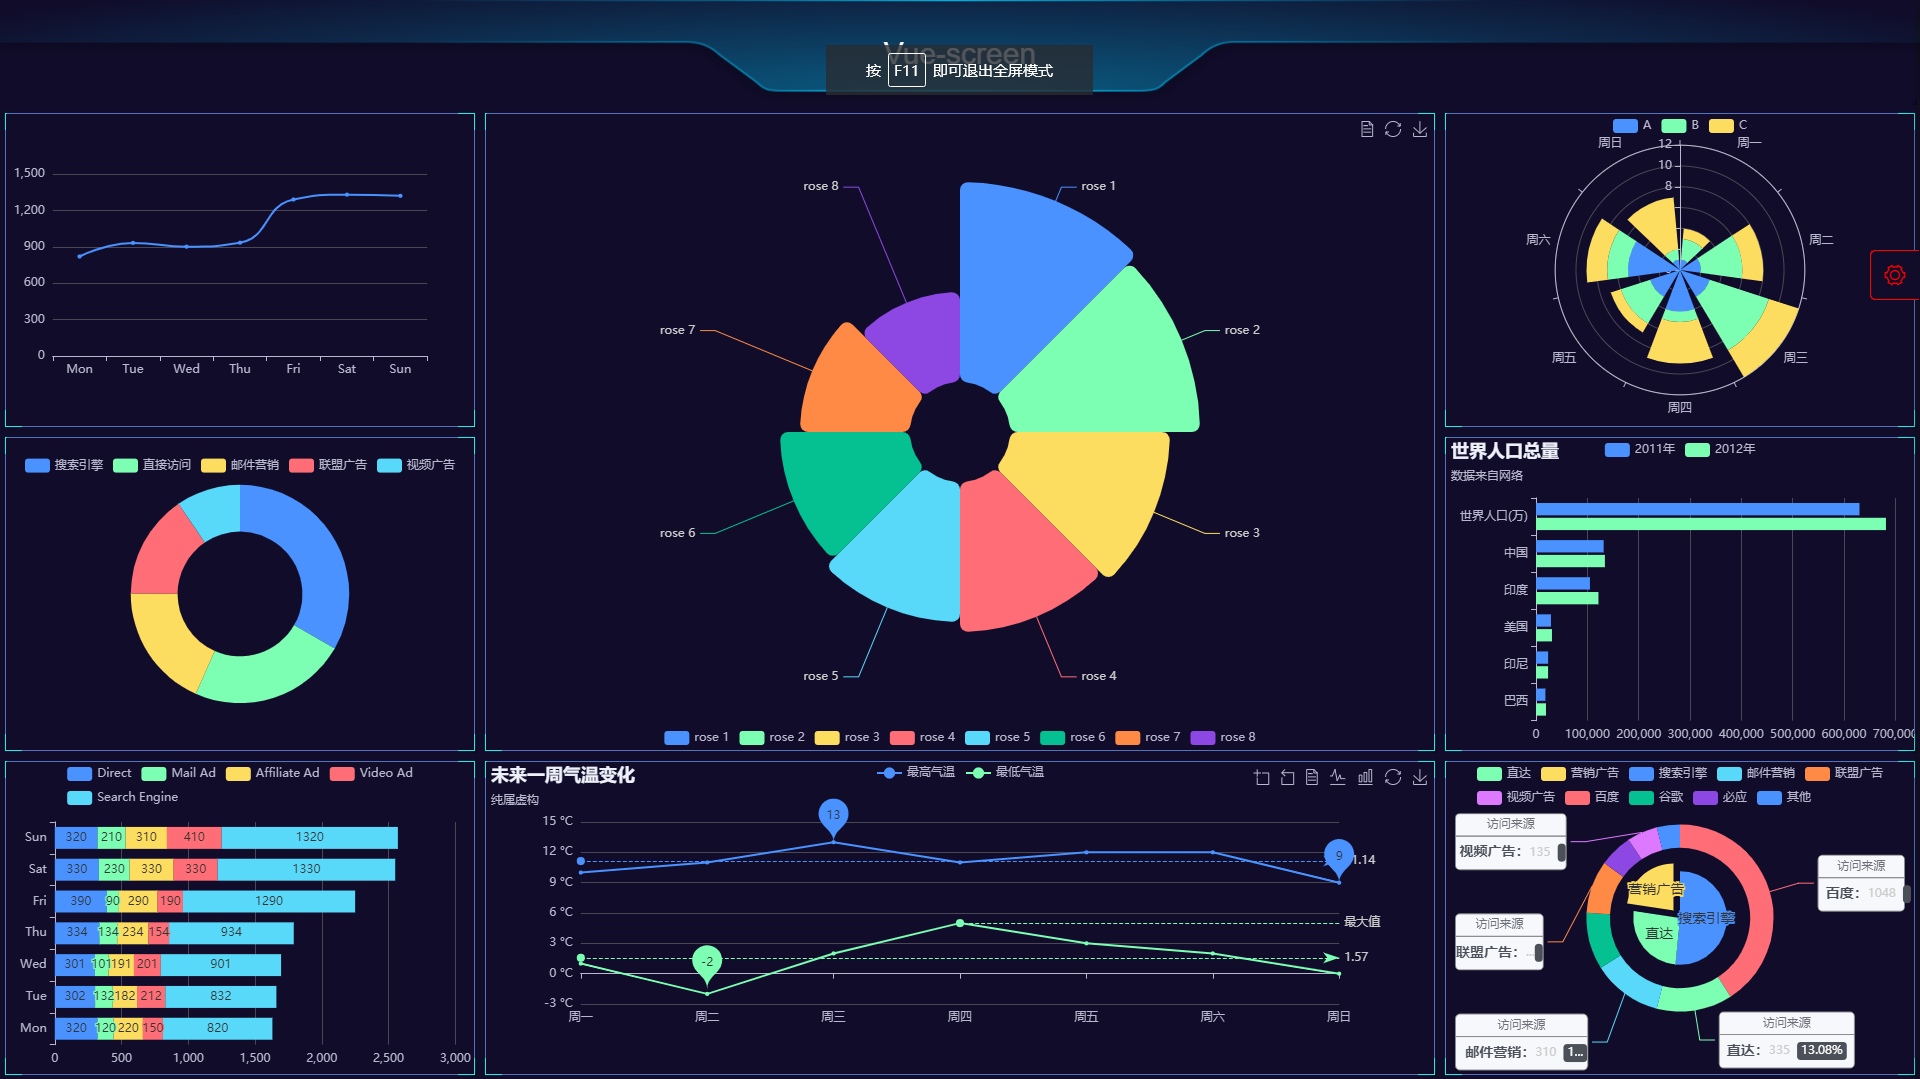 Vue-screen
按 F11 即可退出全屏模式
1,500
1,200
900
600
300
0
Mon Tue Wed Thu Fri Sat Sun
rose 8
rose 1
rose 7
rose 2
rose 6
rose 3
rose 5
rose 4
rose 1 rose 2 rose 3 rose 4 rose 5 rose 6 rose 7 rose 8
A B C
周日 12 周一
10
8
周六 周二
周五 周三
周四
搜索引擎 直接访问 邮件营销 联盟广告 视频广告
世界人口总量 2011年 2012年
数据来自网络
世界人口(万)
中国
印度
美国
印尼
巴西
0 100,000 200,000 300,000 400,000 500,000 600,000 700,000
Direct Mail Ad Affiliate Ad Video Ad
Search Engine
Sun 320 210 310 410 1320
Sat 330 230 330 330 1330
Fri 390 90 290 190 1290
Thu 334 134 234 154 934
Wed 301 101 191 201 901
Tue 302 132 182 212 832
Mon 320 120 220 150 820
0 500 1,000 1,500 2,000 2,500 3,000
未来一周气温变化 最高气温 最低气温
纯属虚构
15 °C
13
12 °C
9
1.14
9 °C
6 °C
最大值
3 °C
-2
1.57
0 °C
-3 °C
周一 周二 周三 周四 周五 周六 周日
直达 营销广告 搜索引擎 邮件营销 联盟广告
视频广告 百度 谷歌 必应 其他
访问来源
视频广告： 135
访问来源
百度： 1048
营销广告
搜索引擎
直达
访问来源
联盟广告： ...
访问来源
邮件营销： 310 1...
访问来源
直达： 335 13.08%